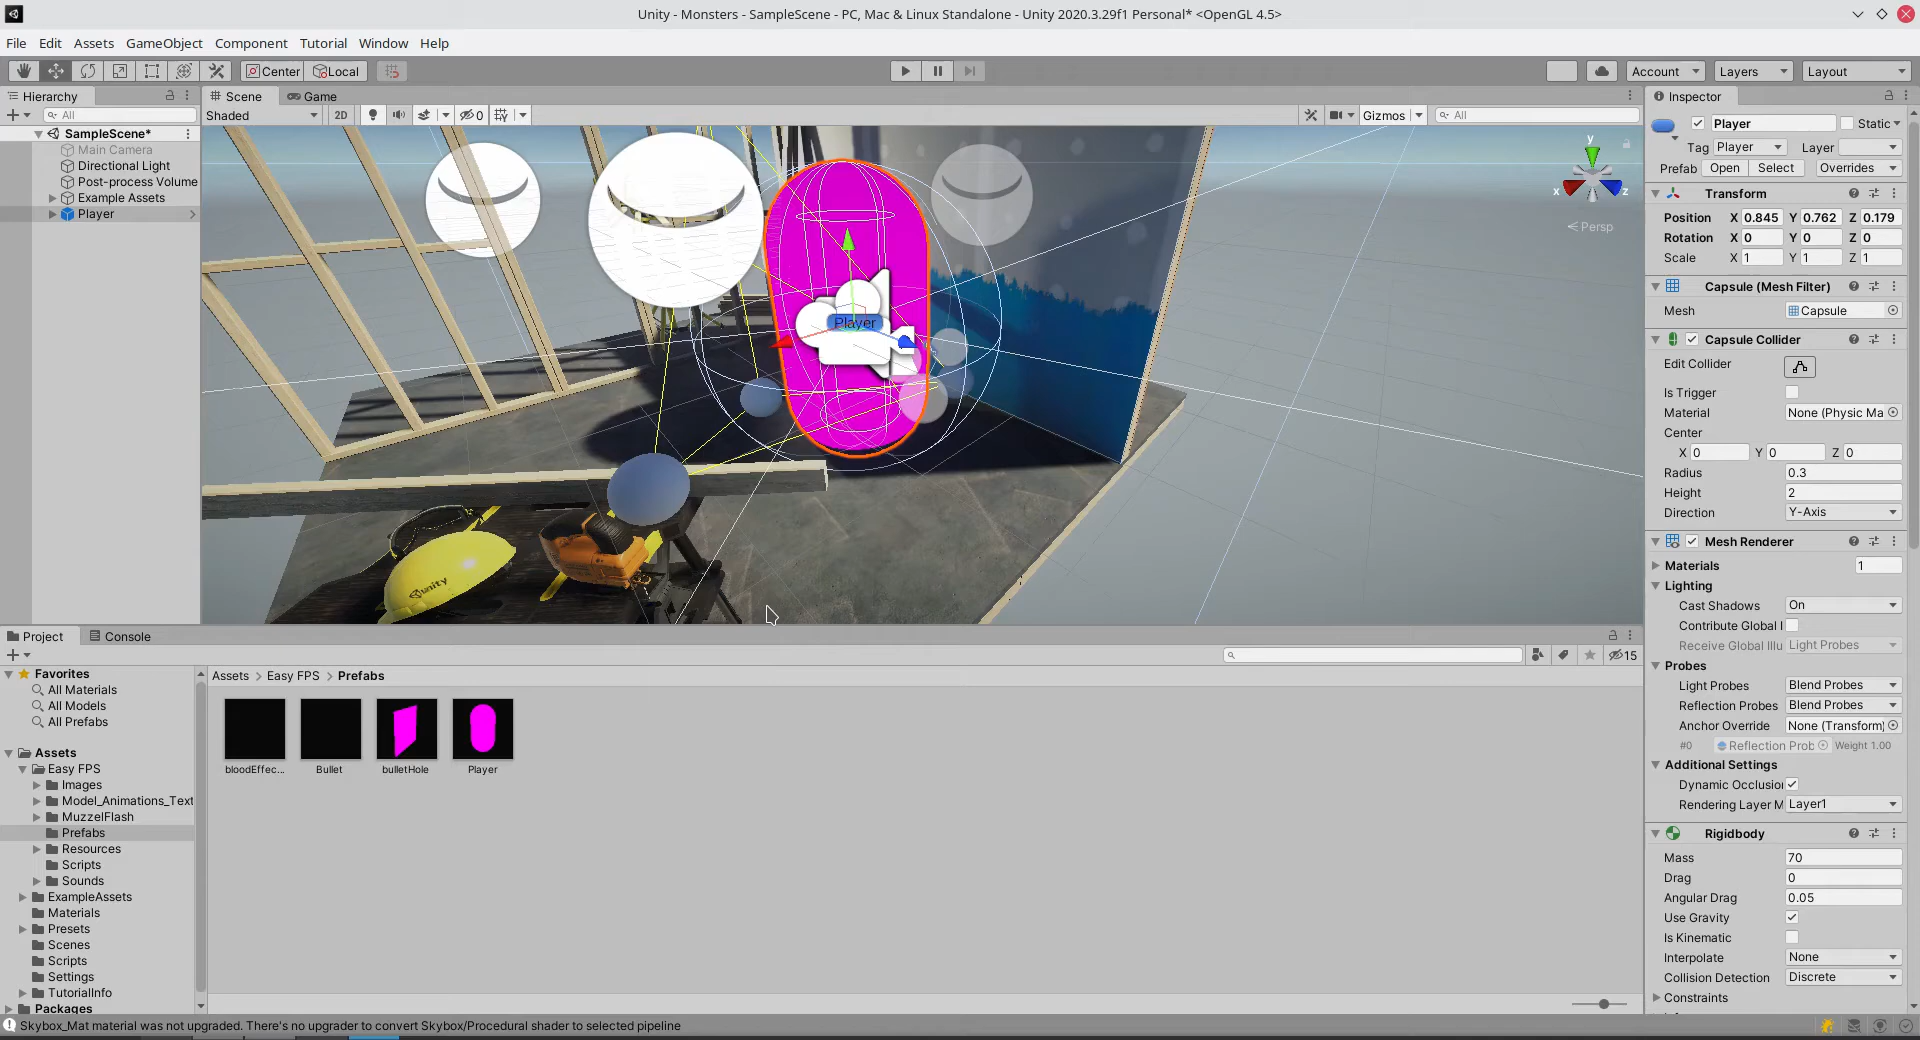 Unity - Monsters - SampleScene - PC, Mac & Linux Standalone - Unity 2020.3.29f1 Personal* <OpenGL 4.5>
File Edit Assets GameObject Component Tutorial Window Help
Center Local Account Layers Layout
Hierarchy
All
SampleScene*
Main Camera
Directional Light
Post-process Volume
Example Assets
Player
Scene Game
Shaded 2D 0 Gizmos All
y
x z
Persp
Player
unity
Inspector
Player Static
Tag Player Layer
Prefab Open Select Overrides
Transform
Position X 0.845 Y 0.762 Z 0.179
Rotation X 0 Y 0 Z 0
Scale X 1 Y 1 Z 1
Capsule (Mesh Filter)
Mesh Capsule
Capsule Collider
Edit Collider
Is Trigger
Material None (Physic Ma
Center
X 0 Y 0 Z 0
Radius 0.3
Height 2
Direction Y-Axis
Mesh Renderer
Materials 1
Lighting
Cast Shadows On
Contribute Global I
Receive Global Illu Light Probes
Probes
Light Probes Blend Probes
Reflection Probes Blend Probes
Anchor Override None (Transform)
#0 Reflection Prob Weight 1.00
Additional Settings
Dynamic Occlusion
Rendering Layer M Layer1
Rigidbody
Mass 70
Drag 0
Angular Drag 0.05
Use Gravity
Is Kinematic
Interpolate None
Collision Detection Discrete
Constraints
Project Console
15
Favorites
All Materials
All Models
All Prefabs
Assets
Easy FPS
Images
Model_Animations_Text
MuzzelFlash
Prefabs
Resources
Scripts
Sounds
ExampleAssets
Materials
Presets
Scenes
Scripts
Settings
TutorialInfo
Packages
Assets > Easy FPS > Prefabs
bloodEffec... Bullet bulletHole Player
Skybox_Mat material was not upgraded. There's no upgrader to convert Skybox/Procedural shader to selected pipeline